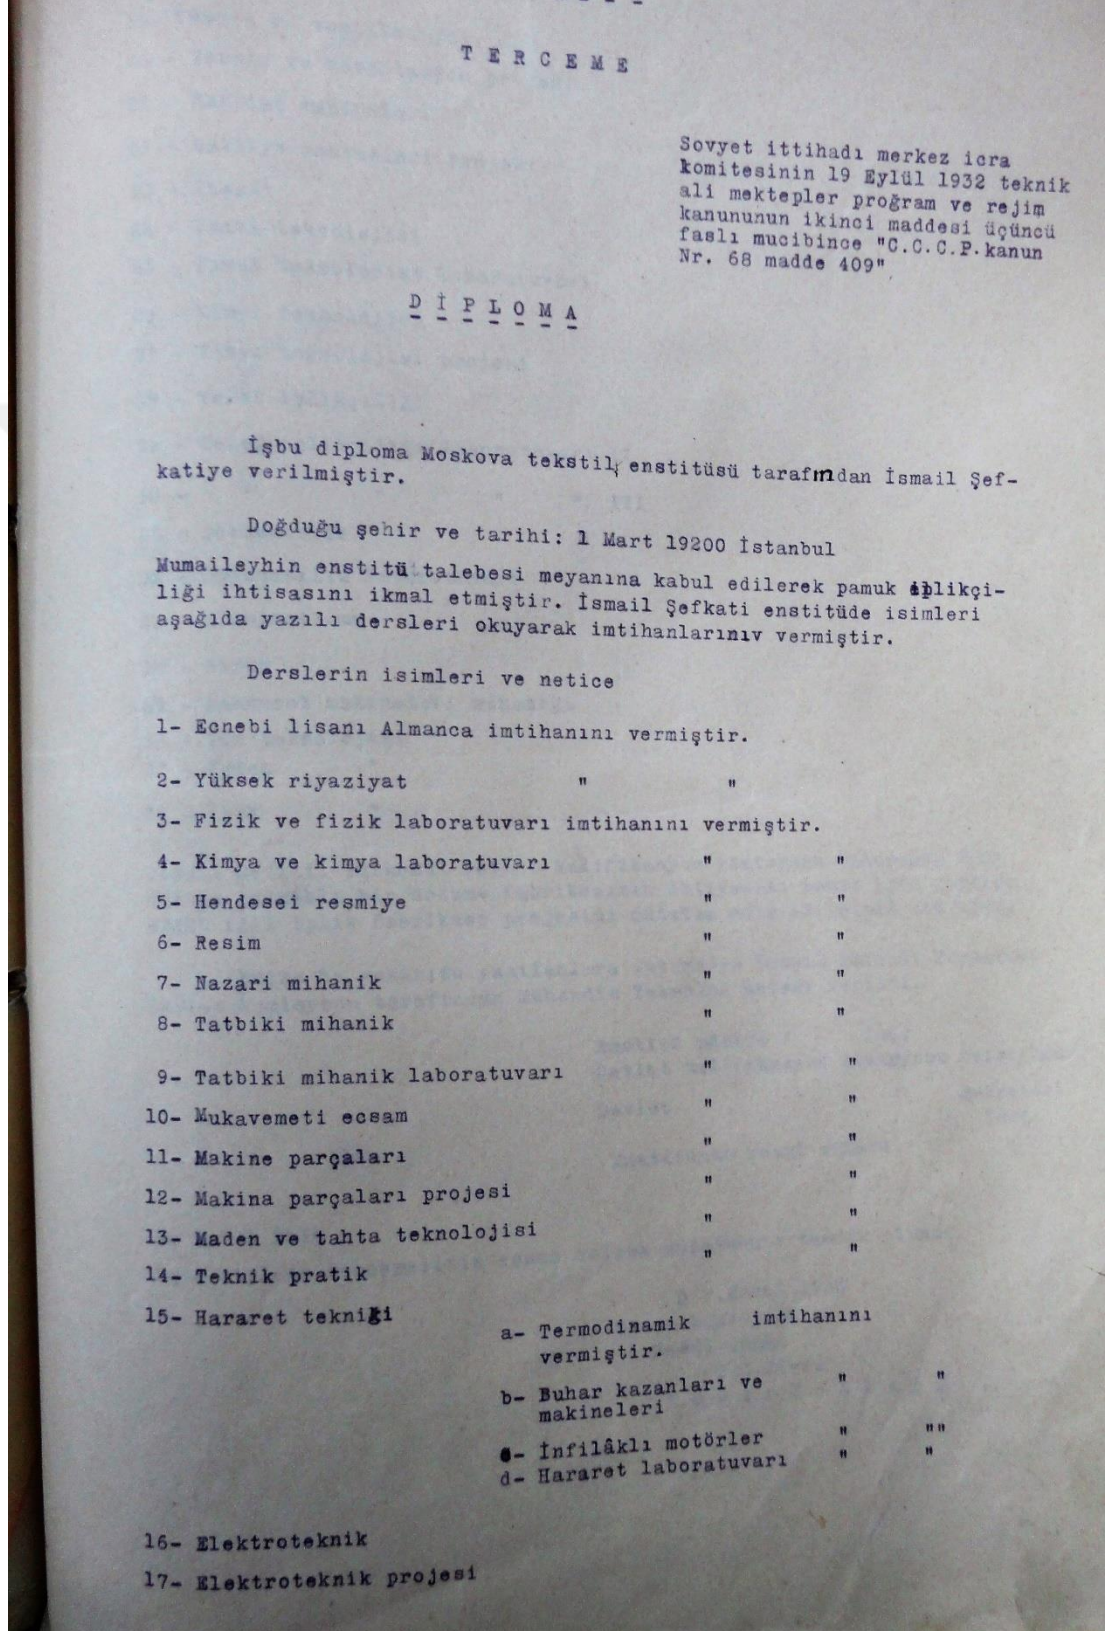 T E R C E M E
Sovyet ittihadı merkez icra
komitesinin 19 Eylül 1932 teknik
ali mektepler proğram ve rejim
kanununun ikinci maddesi üçüncü
faslı mucibince "C.C.C.P.kanun
Nr. 68 madde 409"
D İ P L O M A
İşbu diploma Moskova tekstil enstitüsü tarafından İsmail Şef-
katiye verilmiştir.
Doğduğu şehir ve tarihi: 1 Mart 19200 İstanbul
Mumaileyhin enstitü talebesi meyanına kabul edilerek pamuk iplikçi-
liği ihtisasını ikmal etmiştir. İsmail Şefkati enstitüde isimleri
aşağıda yazılı dersleri okuyarak imtihanlarınıv vermiştir.
Derslerin isimleri ve netice
1- Ecnebi lisanı Almanca imtihanını vermiştir.
2- Yüksek riyaziyat " "
3- Fizik ve fizik laboratuvarı imtihanını vermiştir.
4- Kimya ve kimya laboratuvarı " "
5- Hendesei resmiye " "
6- Resim " "
7- Nazari mihanik " "
8- Tatbiki mihanik " "
9- Tatbiki mihanik laboratuvarı " "
10- Mukavemeti ecsam " "
11- Makine parçaları " "
12- Makina parçaları projesi " "
13- Maden ve tahta teknolojisi " "
14- Teknik pratik " "
15- Hararet tekniği
a- Termodinamik imtihanını
vermiştir.
b- Buhar kazanları ve " "
makineleri
c- İnfilâklı motörler " ""
d- Hararet laboratuvarı " "
16- Elektroteknik
17- Elektroteknik projesi